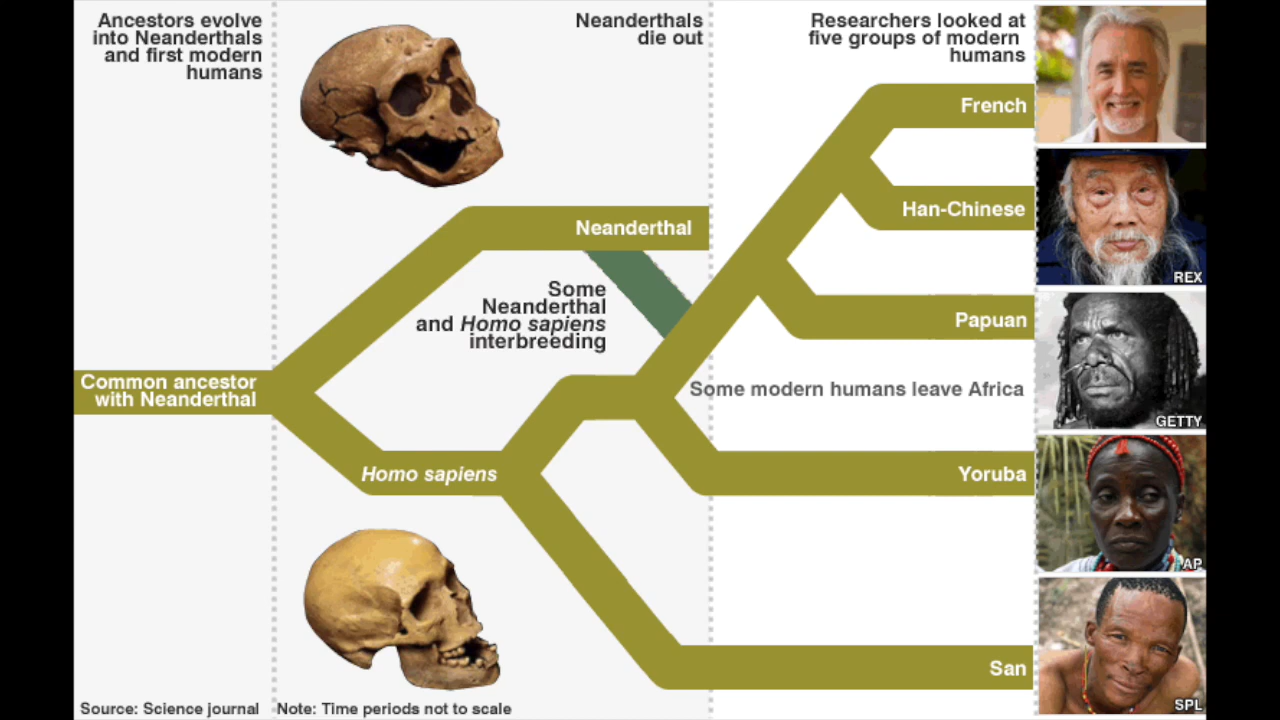 Ancestors evolve
into Neanderthals
and first modern
humans
Neanderthals
die out
Researchers looked at
five groups of modern
humans
French
Han-Chinese
REX
Neanderthal
Some
Neanderthal
and Homo sapiens
interbreeding
Papuan
Common ancestor
with Neanderthal
Some modern humans leave Africa
GETTY
Homo sapiens
Yoruba
AP
San
SPL
Source: Science journal
Note: Time periods not to scale